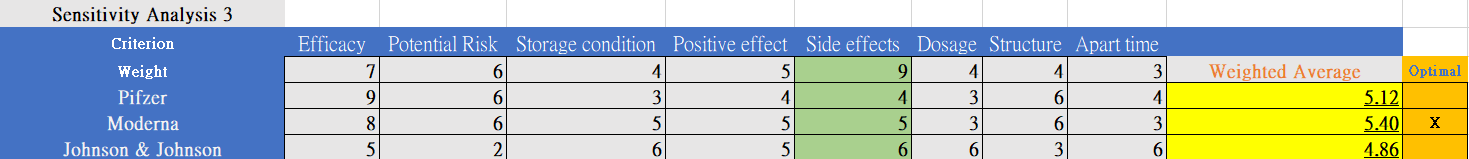 Sensitivity Analysis 3
Criterion Efficacy Potential Risk Storage condition Positive effect Side effects Dosage Structure Apart time
Weight 7 6 4 5 9 4 4 3 Weighted Average Optimal
Pifzer 9 6 3 4 4 3 6 4 5.12
Moderna 8 6 5 5 5 3 6 3 5.40 X
Johnson & Johnson 5 2 6 5 6 6 3 6 4.86